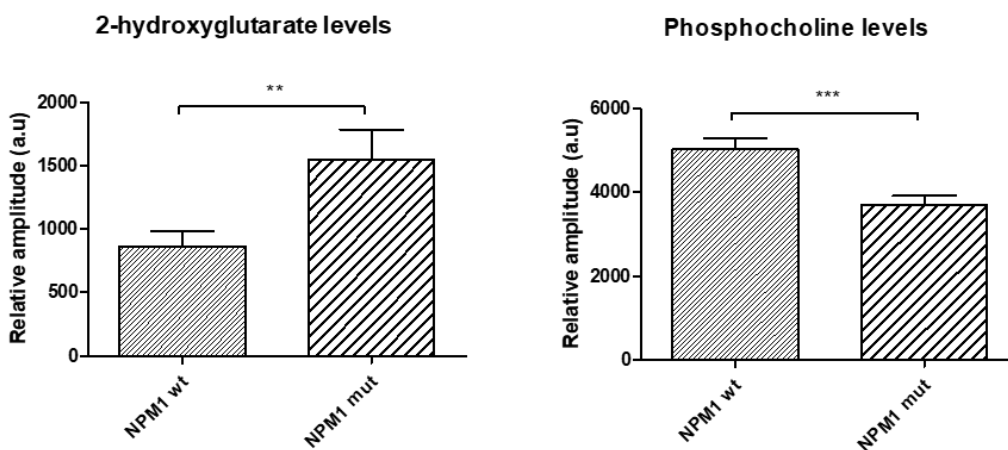 2-hydroxyglutarate levels
Relative amplitude (a.u)
2000
1500
1000
500
0
**
NPM1 wt
NPM1 mut
Phosphocholine levels
Relative amplitude (a.u)
6000
4000
2000
0
***
NPM1 wt
NPM1 mut